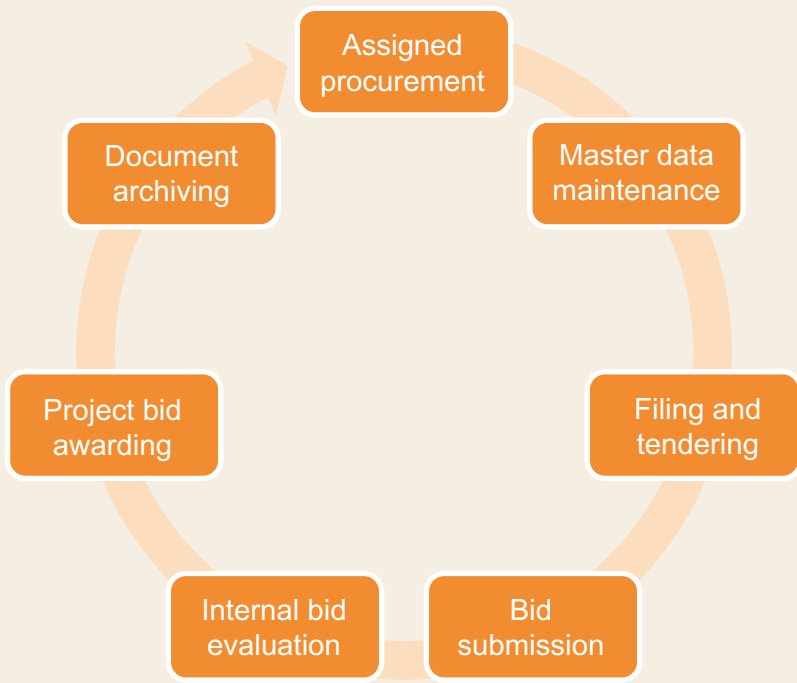 Assigned
procurement
Master data
maintenance
Filing and
tendering
Bid
submission
Internal bid
evaluation
Project bid
awarding
Document
archiving